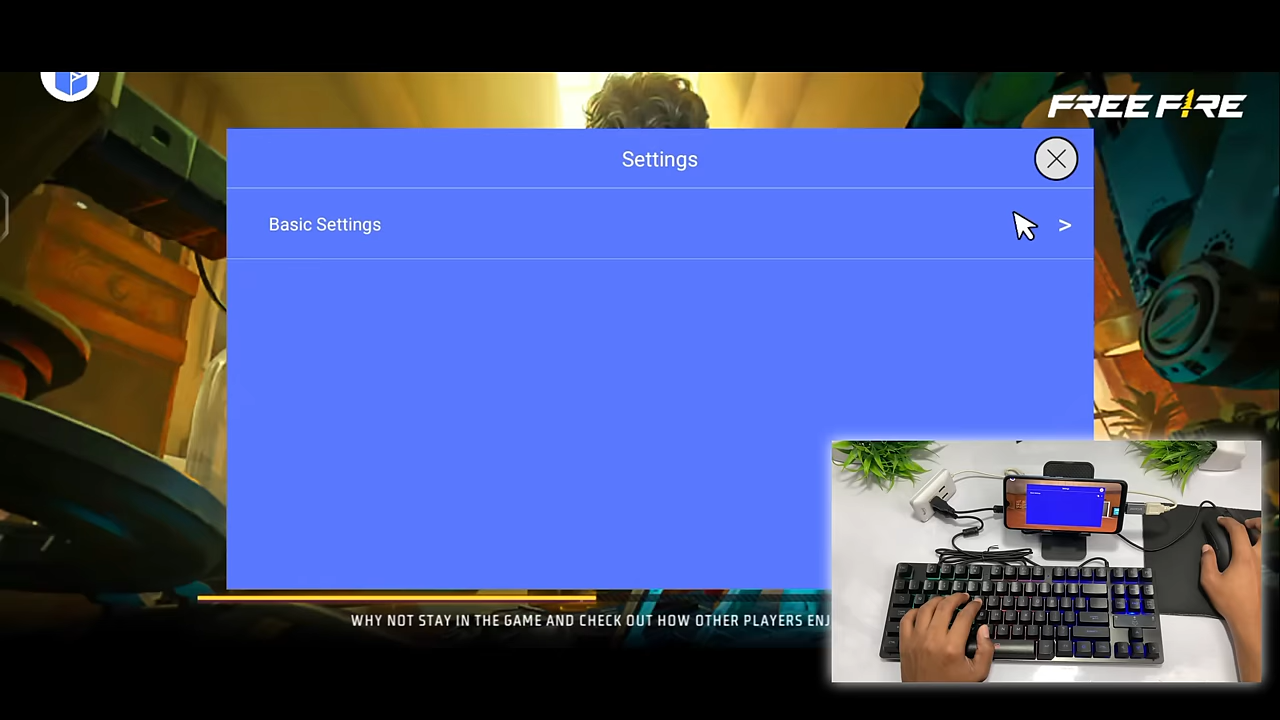 FREE FIRE
Settings
Basic Settings
>
WHY NOT STAY IN THE GAME AND CHECK OUT HOW OTHER PLAYERS ENJ